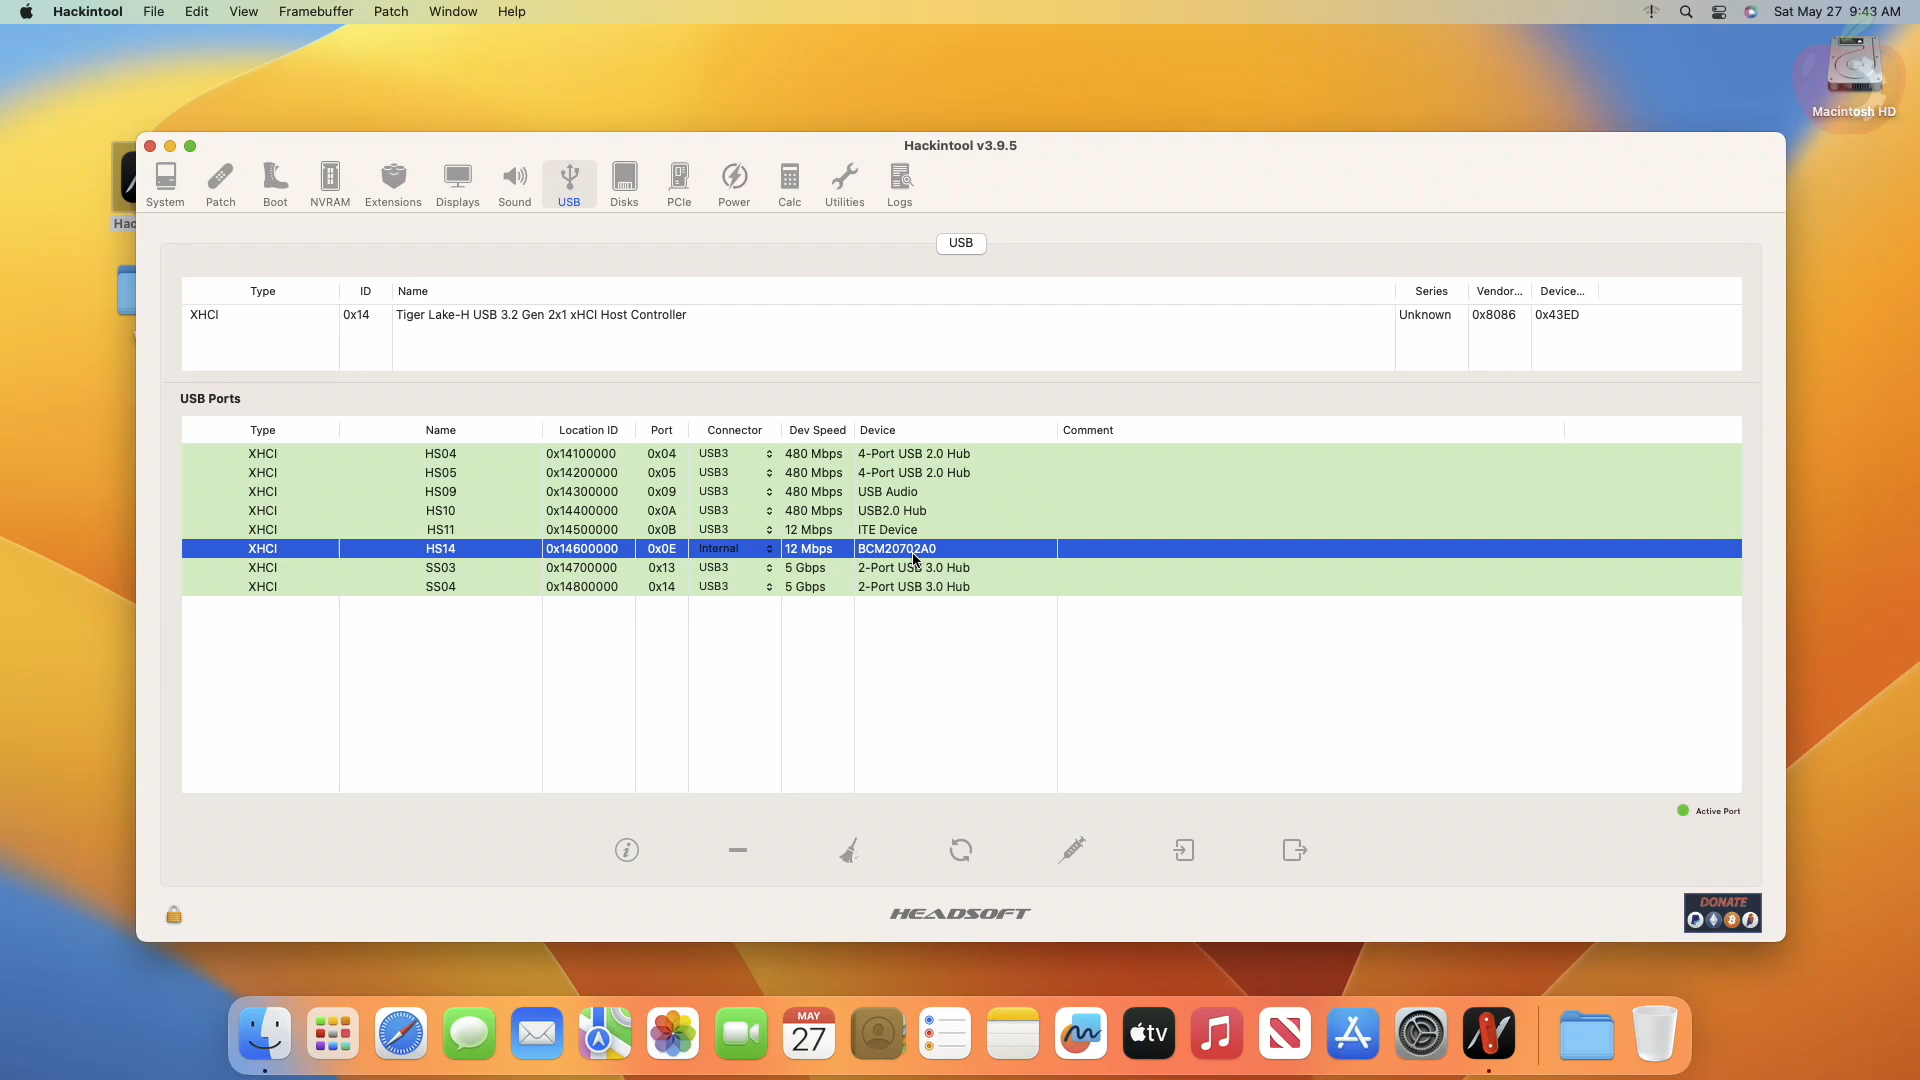 Hackintool File Edit View Framebuffer Patch Window Help Sat May 27 9:43 AM
Macintosh HD
Hackintool v3.9.5
System Patch Boot NVRAM Extensions Displays Sound USB Disks PCIe Power Calc Utilities Logs
Hac
USB
Type ID Name Series Vendor... Device...
XHCI 0x14 Tiger Lake-H USB 3.2 Gen 2x1 xHCI Host Controller Unknown 0x8086 0x43ED
USB Ports
Type Name Location ID Port Connector Dev Speed Device Comment
XHCI HS04 0x14100000 0x04 USB3 480 Mbps 4-Port USB 2.0 Hub
XHCI HS05 0x14200000 0x05 USB3 480 Mbps 4-Port USB 2.0 Hub
XHCI HS09 0x14300000 0x09 USB3 480 Mbps USB Audio
XHCI HS10 0x14400000 0x0A USB3 480 Mbps USB2.0 Hub
XHCI HS11 0x14500000 0x0B USB3 12 Mbps ITE Device
XHCI HS14 0x14600000 0x0E Internal 12 Mbps BCM20702A0
XHCI SS03 0x14700000 0x13 USB3 5 Gbps 2-Port USB 3.0 Hub
XHCI SS04 0x14800000 0x14 USB3 5 Gbps 2-Port USB 3.0 Hub
Active Port
HEADSOFT
DONATE
MAY
27
tv